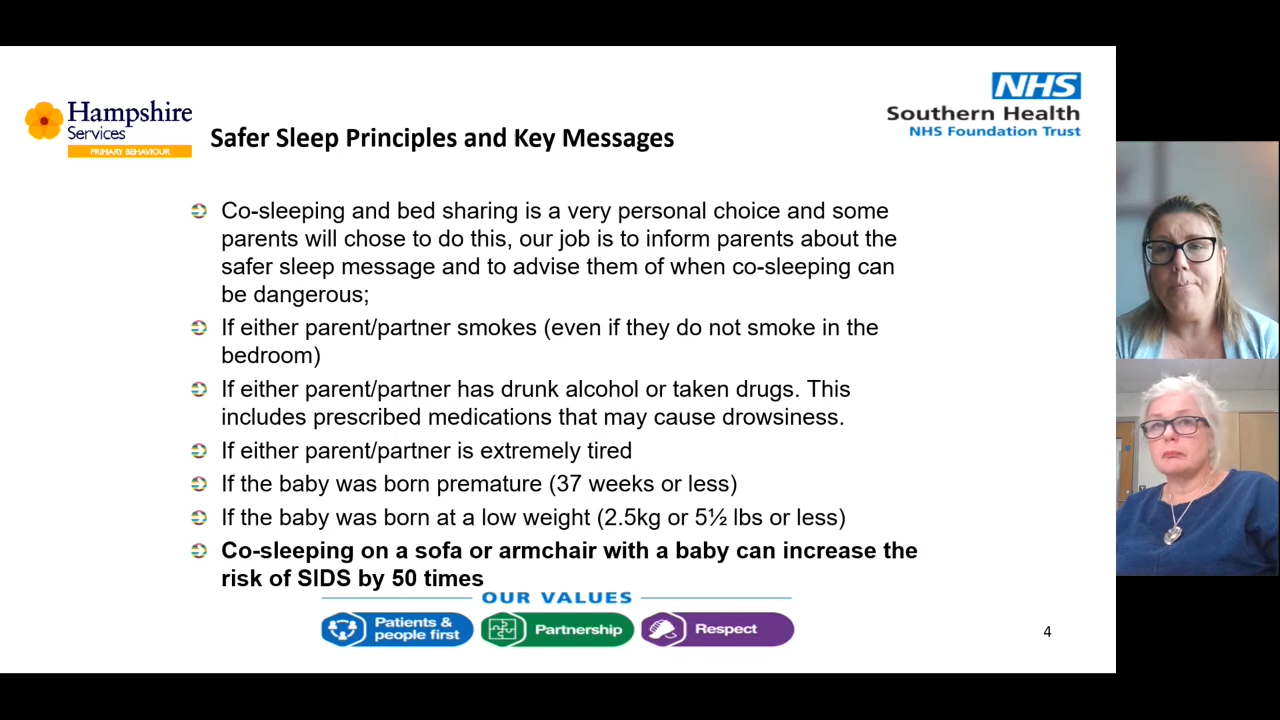 Hampshire
Services
PRIMARY BEHAVIOUR
NHS
Southern Health
NHS Foundation Trust
Safer Sleep Principles and Key Messages
Co-sleeping and bed sharing is a very personal choice and some
parents will chose to do this, our job is to inform parents about the
safer sleep message and to advise them of when co-sleeping can
be dangerous;
If either parent/partner smokes (even if they do not smoke in the
bedroom)
If either parent/partner has drunk alcohol or taken drugs. This
includes prescribed medications that may cause drowsiness.
If either parent/partner is extremely tired
If the baby was born premature (37 weeks or less)
If the baby was born at a low weight (2.5kg or 5½ lbs or less)
Co-sleeping on a sofa or armchair with a baby can increase the
risk of SIDS by 50 times
OUR VALUES
Patients &
people first
Partnership
Respect
4